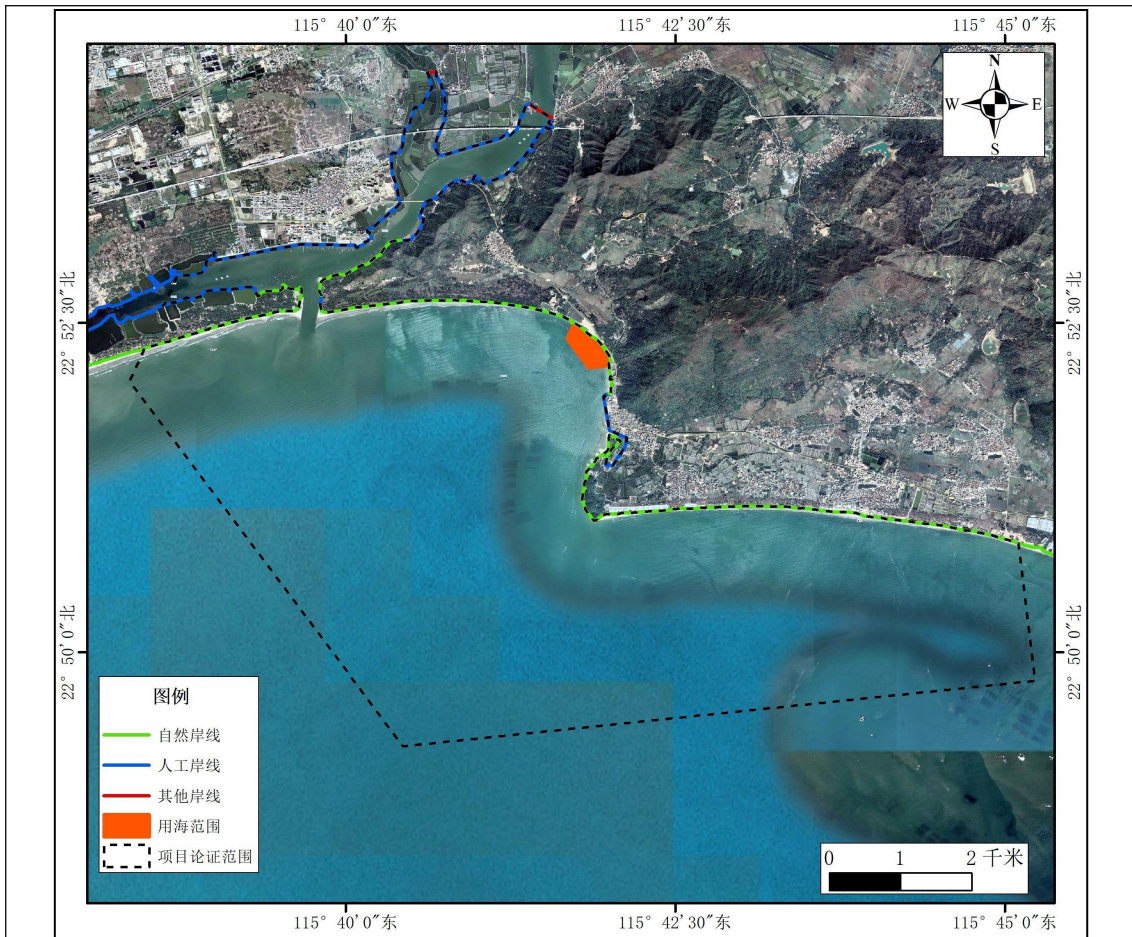 115° 40'0"东
115° 42'30"东
115° 45'0"东
N
W
E
S
22° 52'30"北
22° 52'30"北
22° 50'0"北
22° 50'0"北
图例
自然岸线
人工岸线
其他岸线
用海范围
项目论证范围
0 1 2 千米
115° 40'0"东
115° 42'30"东
115° 45'0"东